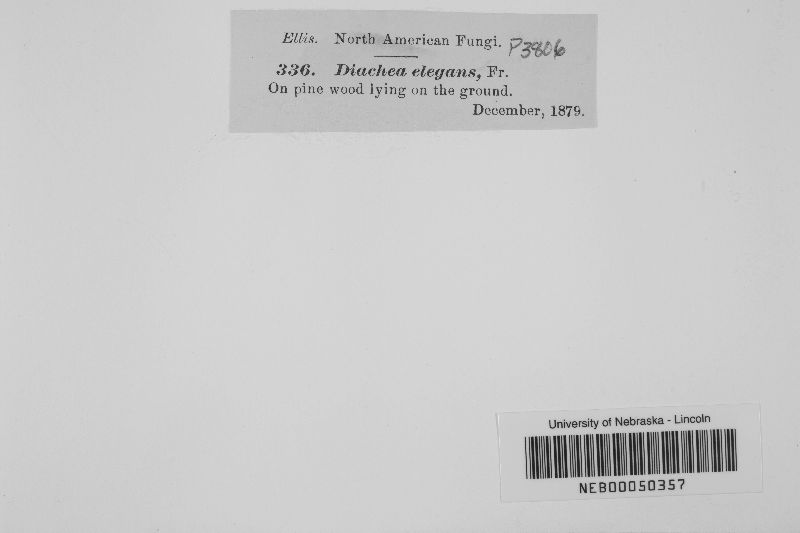 Ellis. North American Fungi. P3806
336. Diachea elegans, Fr.
On pine wood lying on the ground.
December, 1879.
University of Nebraska - Lincoln
NEB00050357